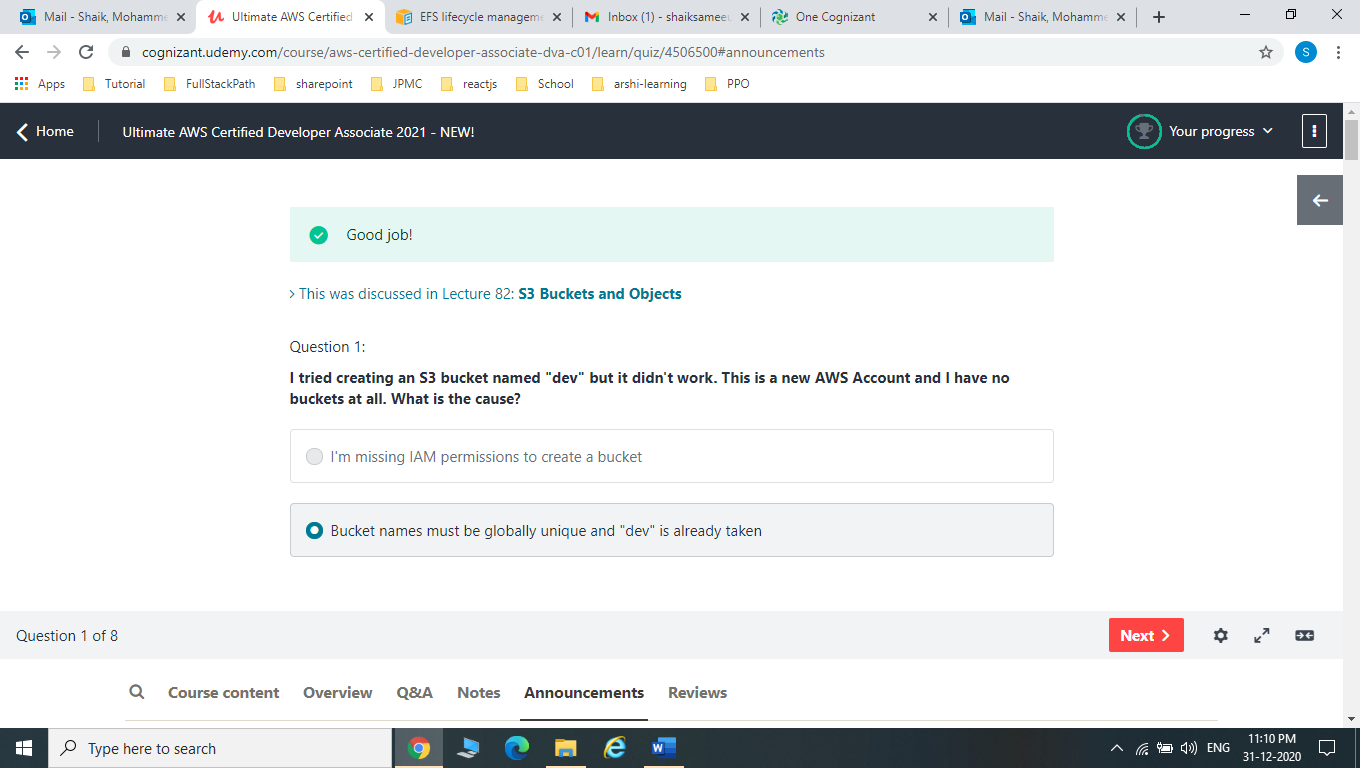 Mail - Shaik, Mohamme
Ultimate AWS Certified
EFS lifecycle manageme
Inbox (1) - shaiksameeu
One Cognizant
Mail - Shaik, Mohamme
cognizant.udemy.com/course/aws-certified-developer-associate-dva-c01/learn/quiz/4506500#announcements
S
Apps
Tutorial
FullStackPath
sharepoint
JPMC
reactjs
School
arshi-learning
PPO
Home
Ultimate AWS Certified Developer Associate 2021 - NEW!
Your progress
Good job!
> This was discussed in Lecture 82: S3 Buckets and Objects
Question 1:
I tried creating an S3 bucket named "dev" but it didn't work. This is a new AWS Account and I have no
buckets at all. What is the cause?
I'm missing IAM permissions to create a bucket
Bucket names must be globally unique and "dev" is already taken
Question 1 of 8
Next >
Course content
Overview
Q&A
Notes
Announcements
Reviews
Type here to search
ENG
11:10 PM
31-12-2020